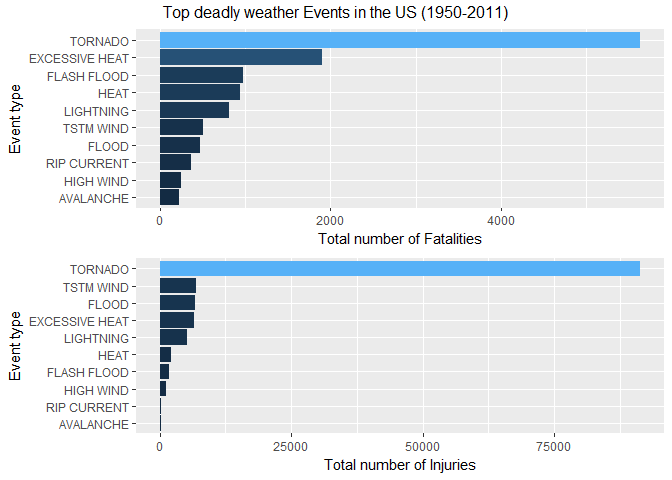 Top deadly weather Events in the US (1950-2011)
Event type
TORNADO
EXCESSIVE HEAT
FLASH FLOOD
HEAT
LIGHTNING
TSTM WIND
FLOOD
RIP CURRENT
HIGH WIND
AVALANCHE
0 2000 4000
Total number of Fatalities
Event type
TORNADO
TSTM WIND
FLOOD
EXCESSIVE HEAT
LIGHTNING
HEAT
FLASH FLOOD
HIGH WIND
RIP CURRENT
AVALANCHE
0 25000 50000 75000
Total number of Injuries